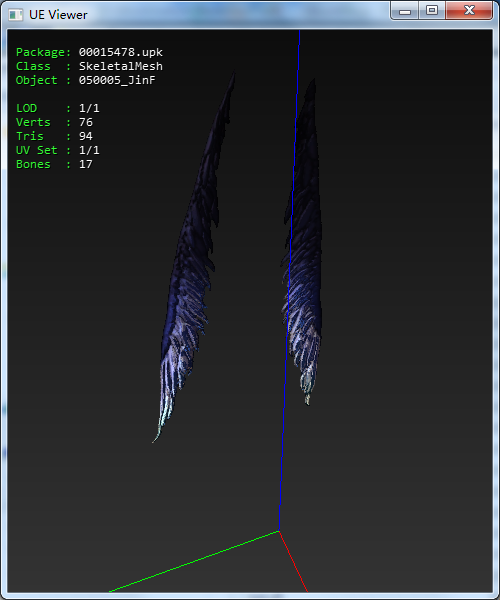 UE Viewer
Package: 00015478.upk
Class  : SkeletalMesh
Object : 050005_JinF
LOD    : 1/1
Verts  : 76
Tris   : 94
UV Set : 1/1
Bones  : 17